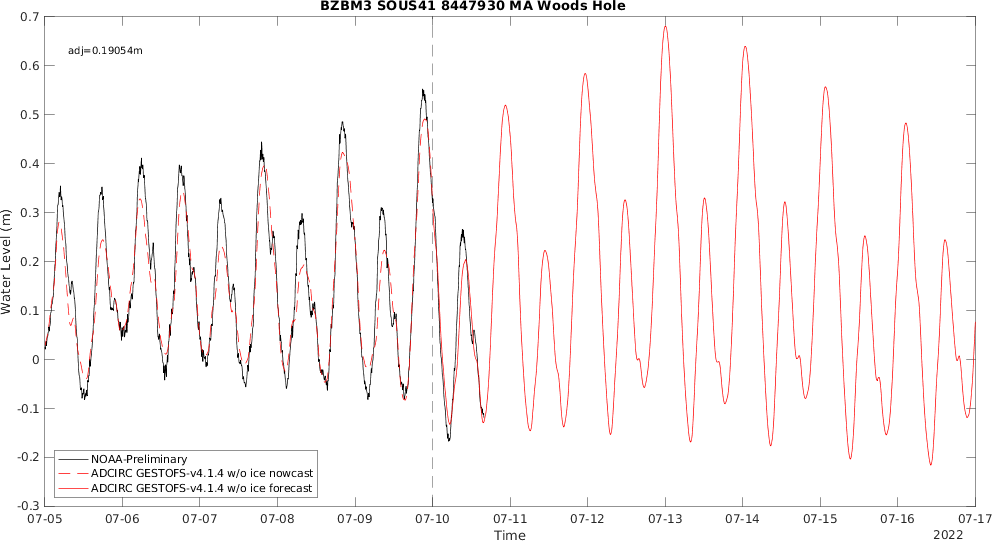 BZBM3 SOUS41 8447930 MA Woods Hole
adj=0.19054m
0.7
0.6
0.5
0.4
0.3
0.2
0.1
0
-0.1
-0.2
-0.3
Water Level (m)
NOAA-Preliminary
ADCIRC GESTOFS-v4.1.4 w/o ice nowcast
ADCIRC GESTOFS-v4.1.4 w/o ice forecast
07-05 07-06 07-07 07-08 07-09 07-10 07-11 07-12 07-13 07-14 07-15 07-16 07-17
Time
2022